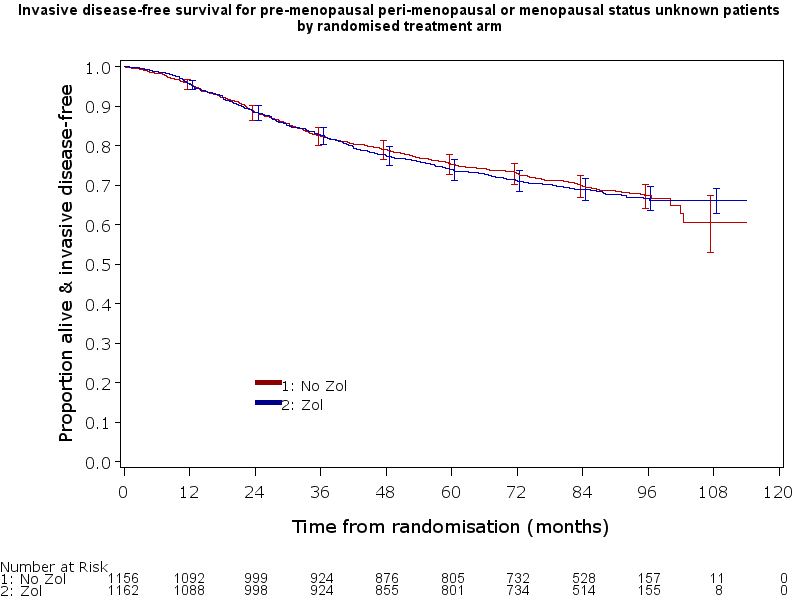 Invasive disease-free survival for pre-menopausal peri-menopausal or menopausal status unknown patients
by randomised treatment arm
Proportion alive & invasive disease-free
1.0
0.9
0.8
0.7
0.6
0.5
0.4
0.3
0.2
0.1
0.0
1: No Zol
2: Zol
0 12 24 36 48 60 72 84 96 108 120
Time from randomisation (months)
Number at Risk
1: No Zol 1156 1092 999 924 876 805 732 528 157 11 0
2: Zol 1162 1088 998 924 855 801 734 514 155 8 0